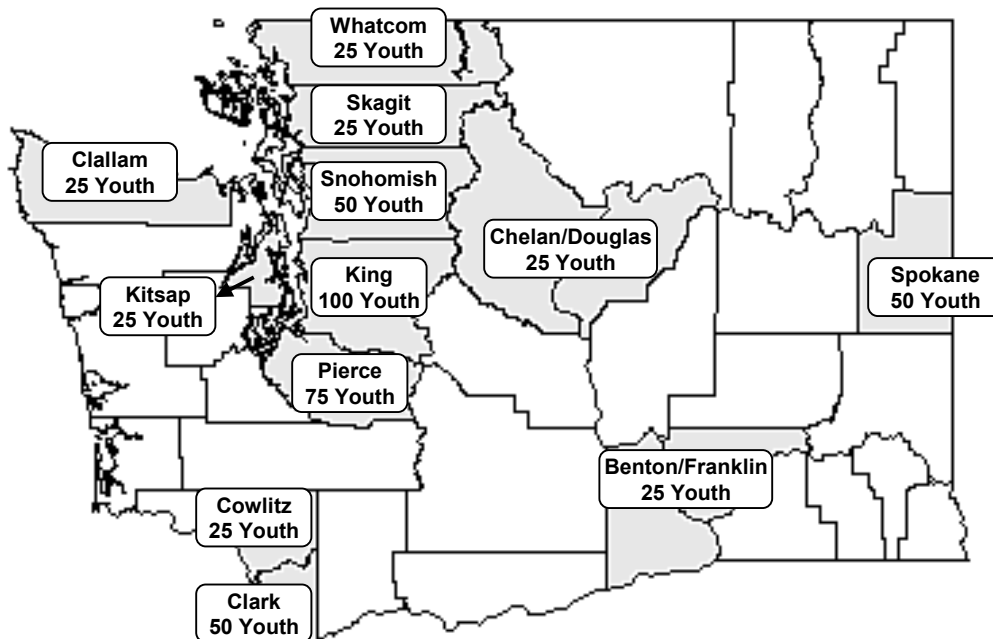 Whatcom
25 Youth
Skagit
25 Youth
Clallam
25 Youth
Snohomish
50 Youth
Chelan/Douglas
25 Youth
Kitsap
25 Youth
King
100 Youth
Spokane
50 Youth
Pierce
75 Youth
Benton/Franklin
25 Youth
Cowlitz
25 Youth
Clark
50 Youth